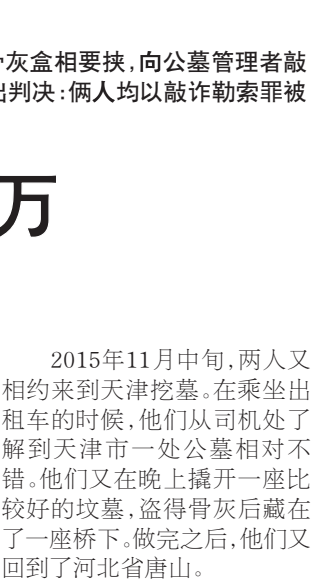 骨灰盒相要挟，向公墓管理者敲
出判决：俩人均以敲诈勒索罪被
万
2015年11月中旬，两人又
相约来到天津挖墓。在乘坐出
租车的时候，他们从司机处了
解到天津市一处公墓相对不
错。他们又在晚上撬开一座比
较好的坟墓，盗得骨灰后藏在
了一座桥下。做完之后，他们又
回到了河北省唐山。